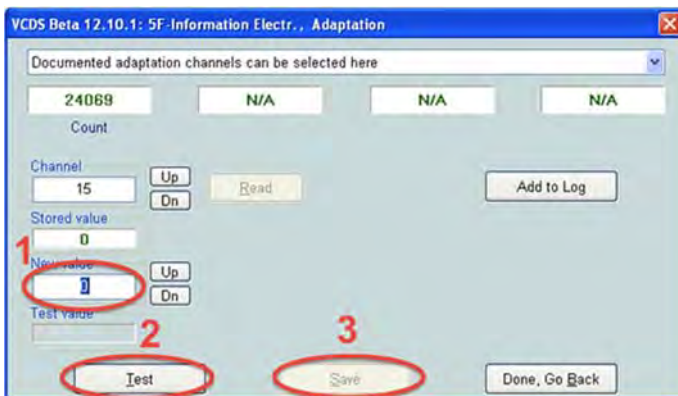 VCDS Beta 12.10.1: 5F-Information Electr., Adaptation
Documented adaptation channels can be selected here
24069 N/A N/A N/A
Count
Channel
15 Up Read Add to Log
Dn
Stored value
0
1
New value
0 Up
Dn
Test value
2 3
Test Save Done, Go Back